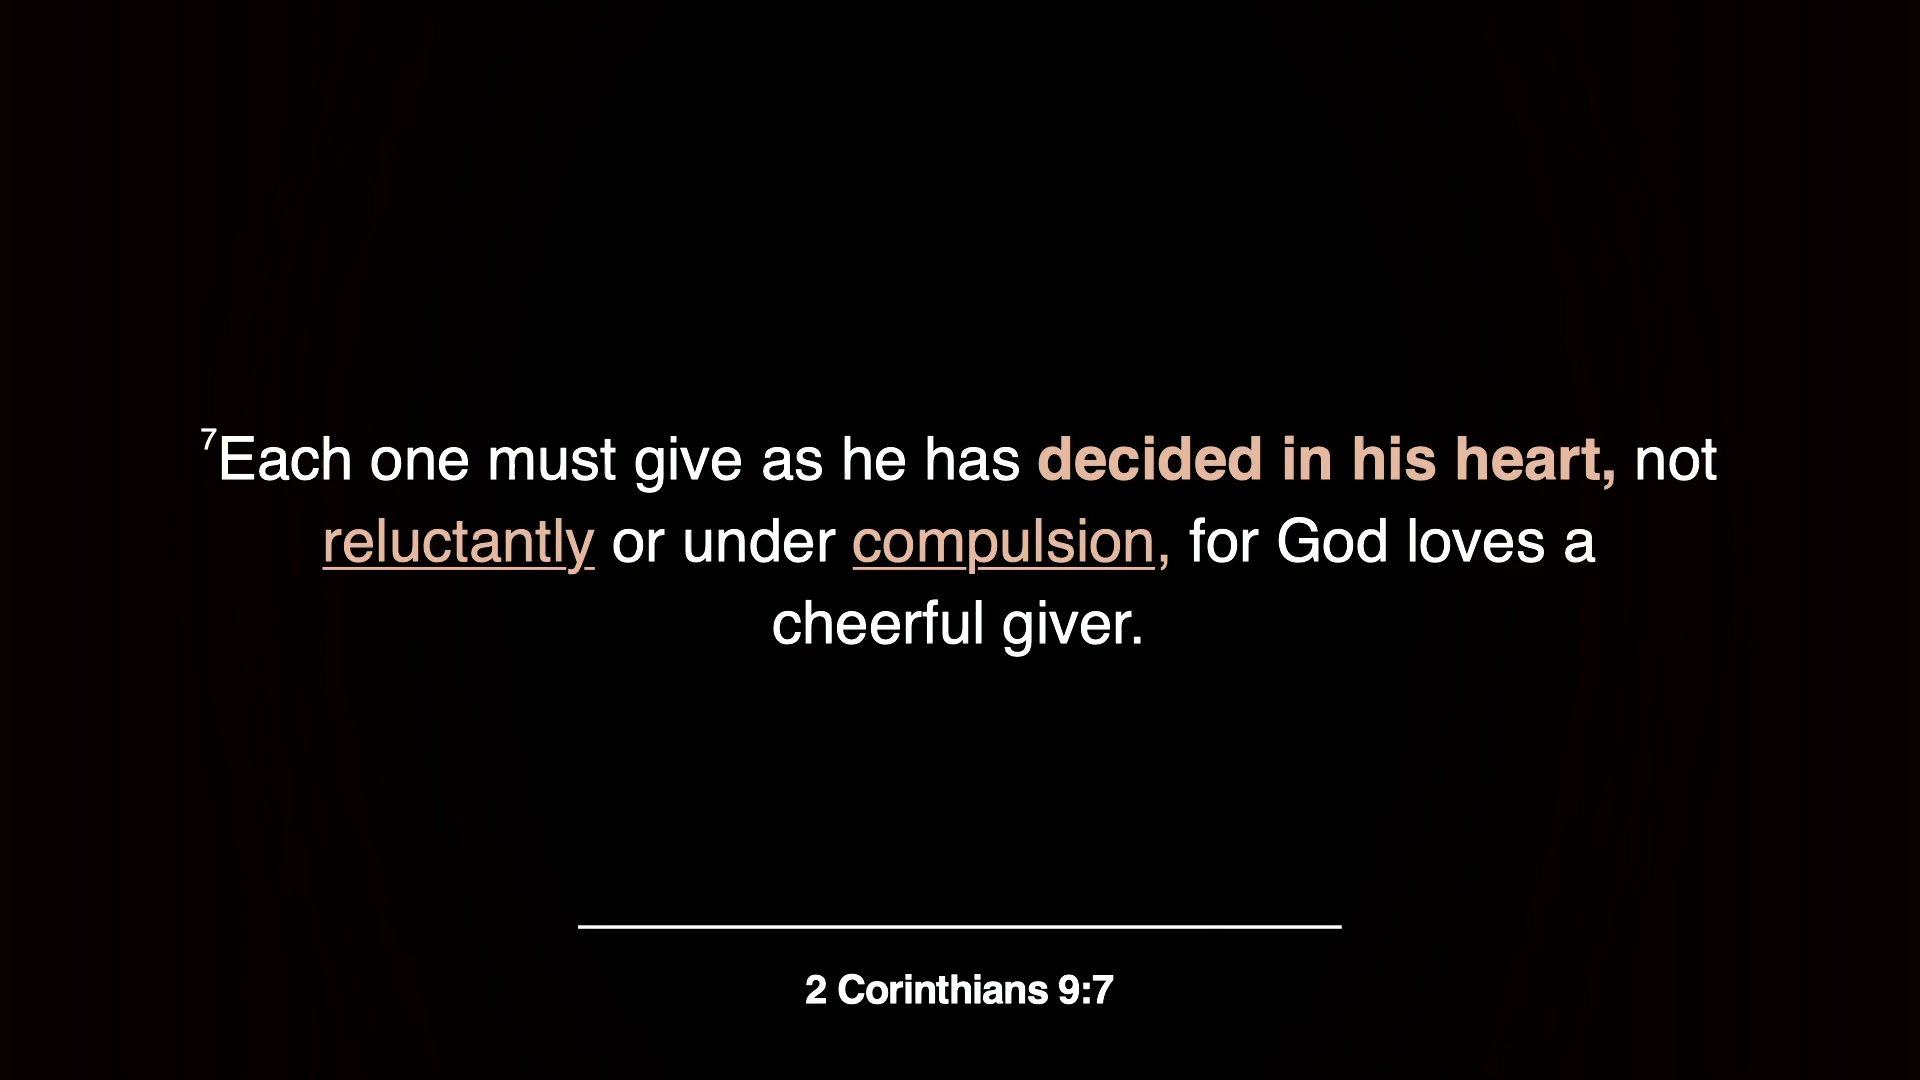 ⁷Each one must give as he has decided in his heart, not
reluctantly or under compulsion, for God loves a
cheerful giver.
2 Corinthians 9:7